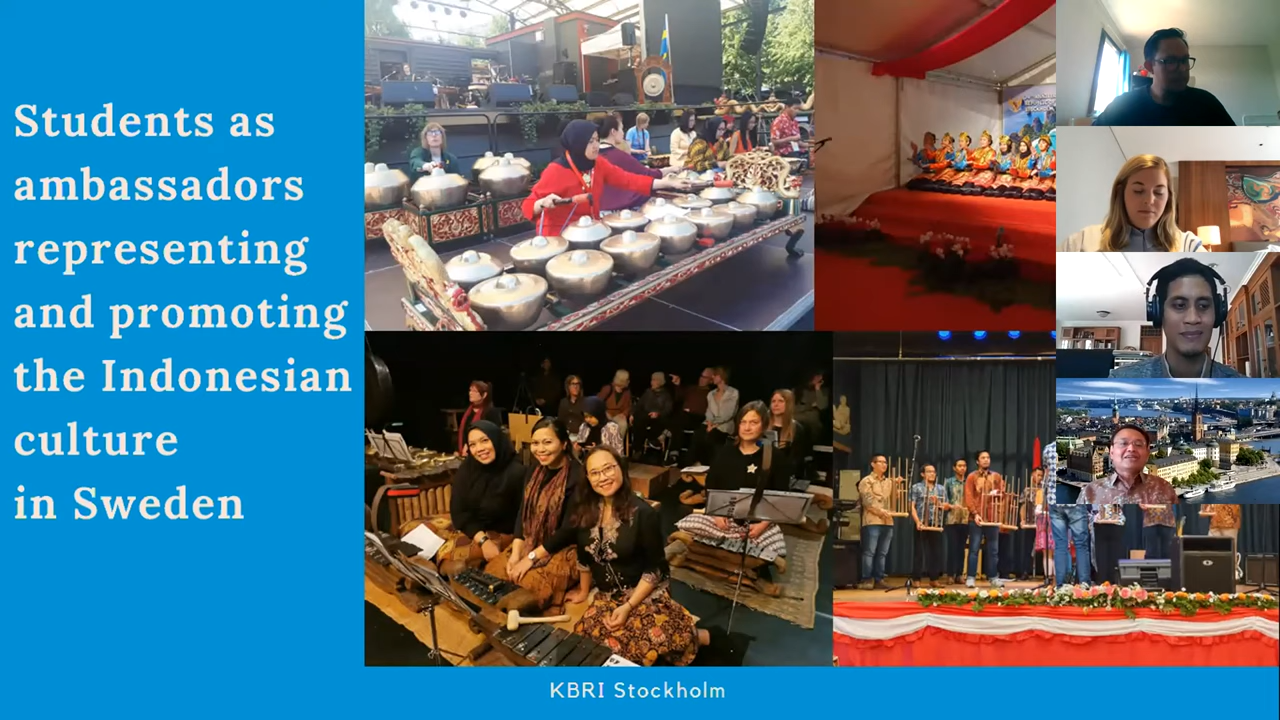 Students as
ambassadors
representing
and promoting
the Indonesian
culture
in Sweden
KBRI Stockholm